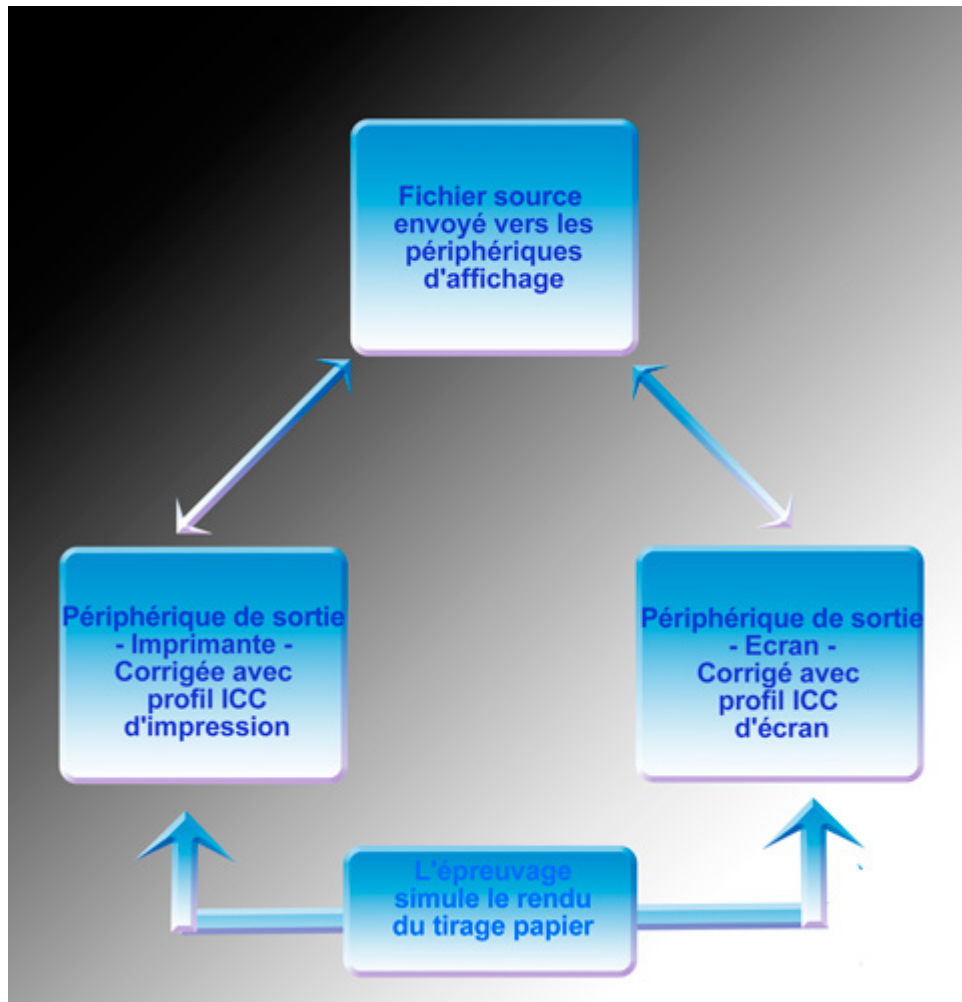 Fichier source
envoyé vers les
périphériques
d'affichage
Périphérique de sortie
- Imprimante -
Corrigée avec
profil ICC
d'impression
Périphérique de sortie
- Ecran -
Corrigé avec
profil ICC
d'écran
L'épreuvage
simule le rendu
du tirage papier